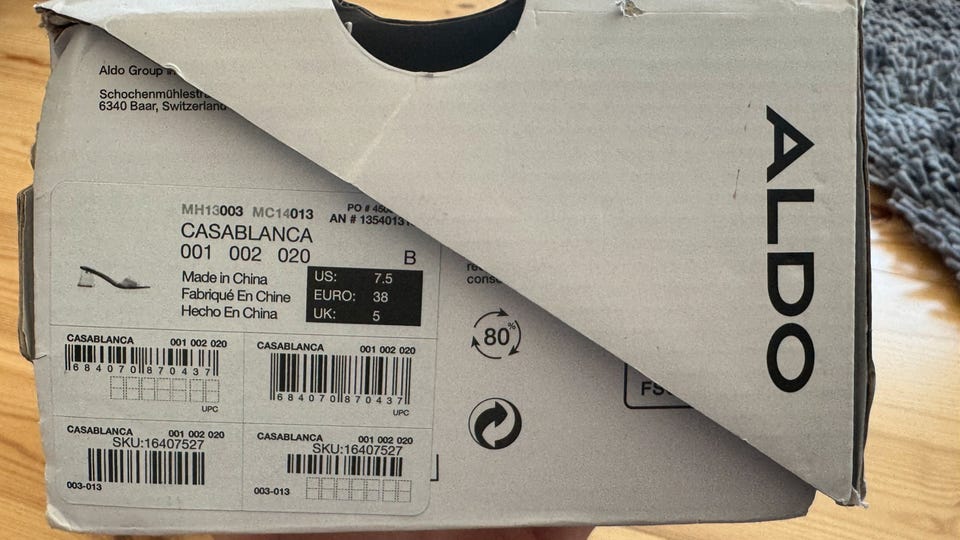 Aldo Group
Schochenmühlestr
6340 Baar, Switzerland
ALDO
MH13003 MC14013
PO #
AN #
CASABLANCA
001 002 020
B
Made in China
Fabriqué En Chine
Hecho En China
US: 7.5
EURO: 38
UK: 5
80%
CASABLANCA 001 002 020
684070870437
UPC
CASABLANCA 001 002 020
684070870437
UPC
CASABLANCA 001 002 020
SKU:16407527
003-013
CASABLANCA 001 002 020
SKU:16407527
003-013